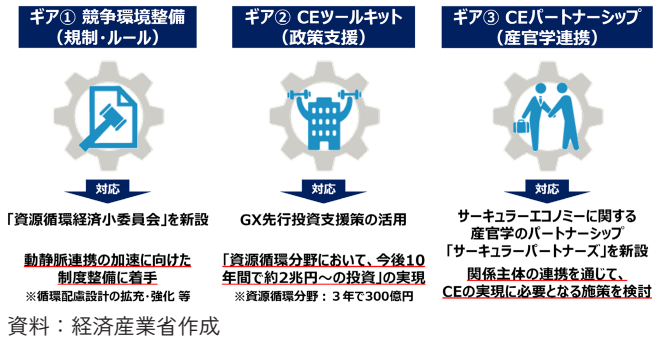 ギア① 競争環境整備
（規制・ルール）
対応
「資源循環経済小委員会」を新設
動静脈連携の加速に向けた
制度整備に着手
※循環配慮設計の拡充・強化 等
ギア② CEツールキット
（政策支援）
対応
GX先行投資支援策の活用
「資源循環分野において、今後10
年間で約2兆円～の投資」の実現
※資源循環分野：３年で300億円
ギア③ CEパートナーシップ
（産官学連携）
対応
サーキュラーエコノミーに関する
産官学のパートナーシップ
「サーキュラーパートナーズ」を新設
関係主体の連携を通じて、
CEの実現に必要となる施策を検討
資料：経済産業省作成